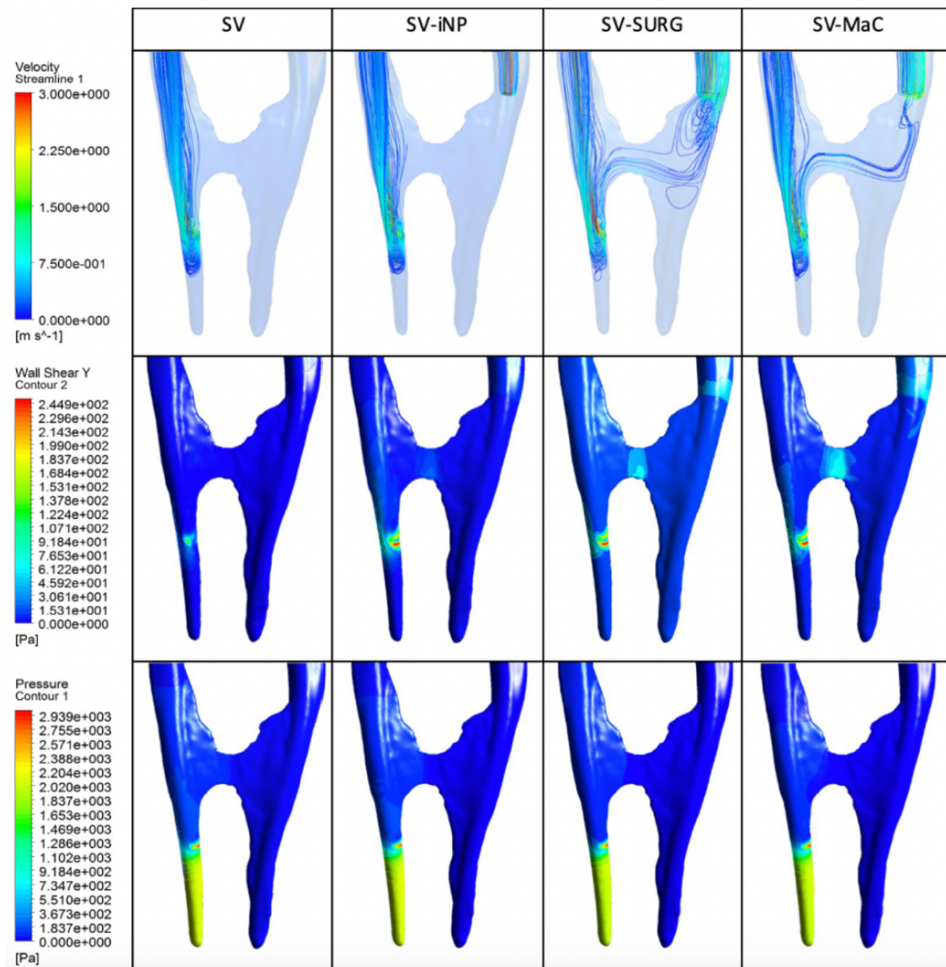 SV
SV-iNP
SV-SURG
SV-MaC
Velocity
Streamline 1
3.000e+000
2.250e+000
1.500e+000
7.500e-001
0.000e+000
[m s^-1]
Wall Shear Y
Contour 2
2.449e+002
2.296e+002
2.143e+002
1.990e+002
1.837e+002
1.684e+002
1.531e+002
1.378e+002
1.224e+002
1.071e+002
9.184e+001
7.653e+001
6.122e+001
4.592e+001
3.061e+001
1.531e+001
0.000e+000
[Pa]
Pressure
Contour 1
2.939e+003
2.755e+003
2.571e+003
2.388e+003
2.204e+003
2.020e+003
1.837e+003
1.653e+003
1.469e+003
1.286e+003
1.102e+003
9.184e+002
7.347e+002
5.510e+002
3.673e+002
1.837e+002
0.000e+000
[Pa]